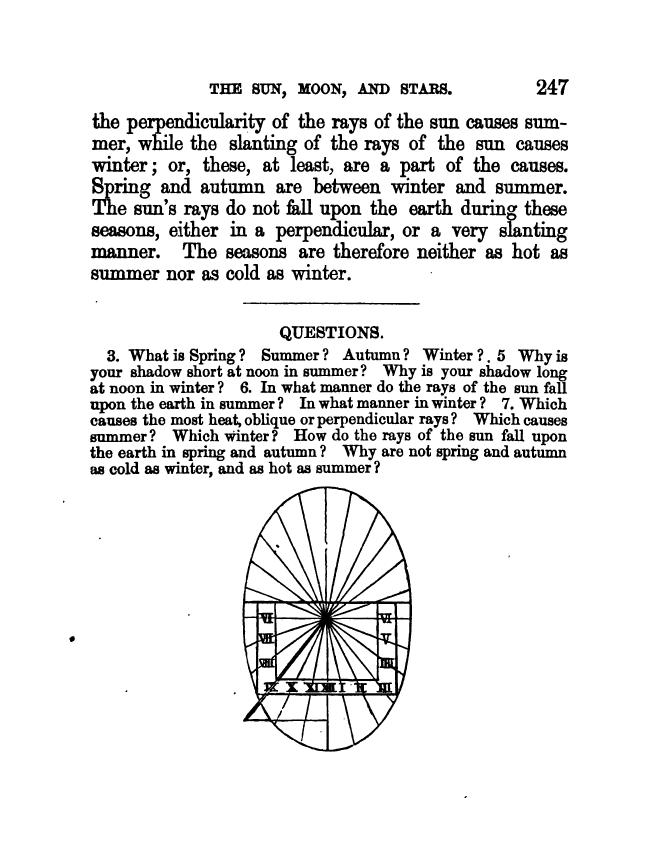 THE SUN, MOON, AND STARS. 247
the perpendicularity of the rays of the sun causes sum-
mer, while the slanting of the rays of the sun causes
winter; or, these, at least, are a part of the causes.
Spring and autumn are between winter and summer.
The sun's rays do not fall upon the earth during these
seasons, either in a perpendicular, or a very slanting
manner. The seasons are therefore neither as hot as
summer nor as cold as winter.
QUESTIONS.
3. What is Spring? Summer? Autumn? Winter?. 5 Why is
your shadow short at noon in summer? Why is your shadow long
at noon in winter? 6. In what manner do the rays of the sun fall
upon the earth in summer? In what manner in winter? 7. Which
causes the most heat, oblique or perpendicular rays? Which causes
summer? Which winter? How do the rays of the sun fall upon
the earth in spring and autumn? Why are not spring and autumn
as cold as winter, and as hot as summer?
VI VI
VII V
VIII IIII
IX X XI XII I II III